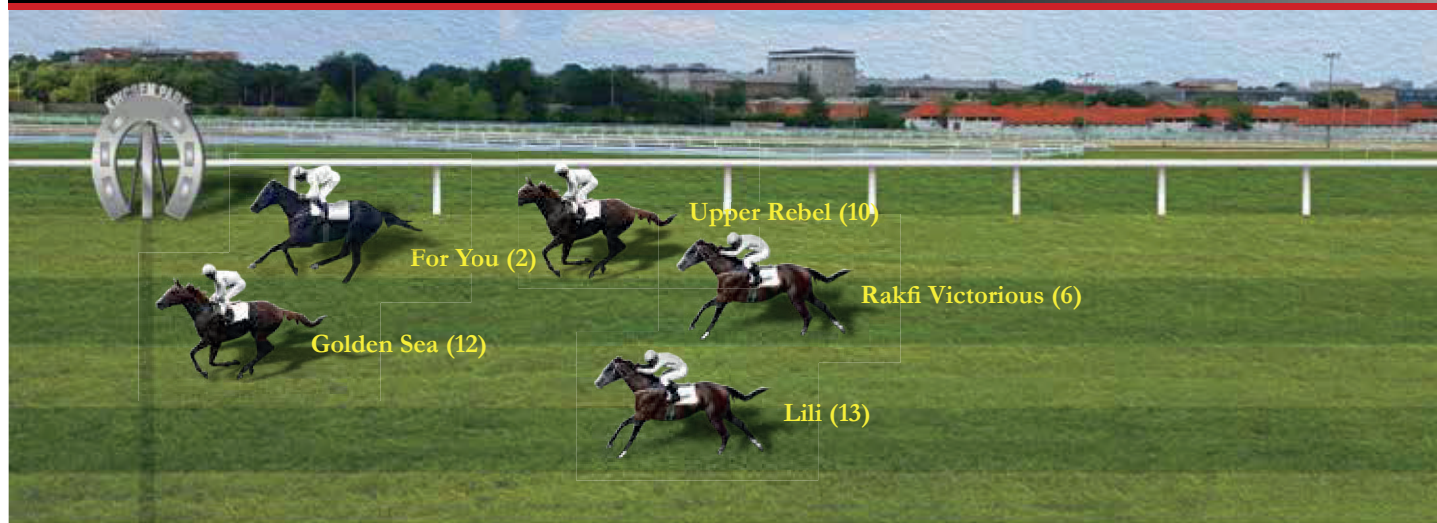 Upper Rebel (10)
For You (2)
Rakfi Victorious (6)
Golden Sea (12)
Lili (13)